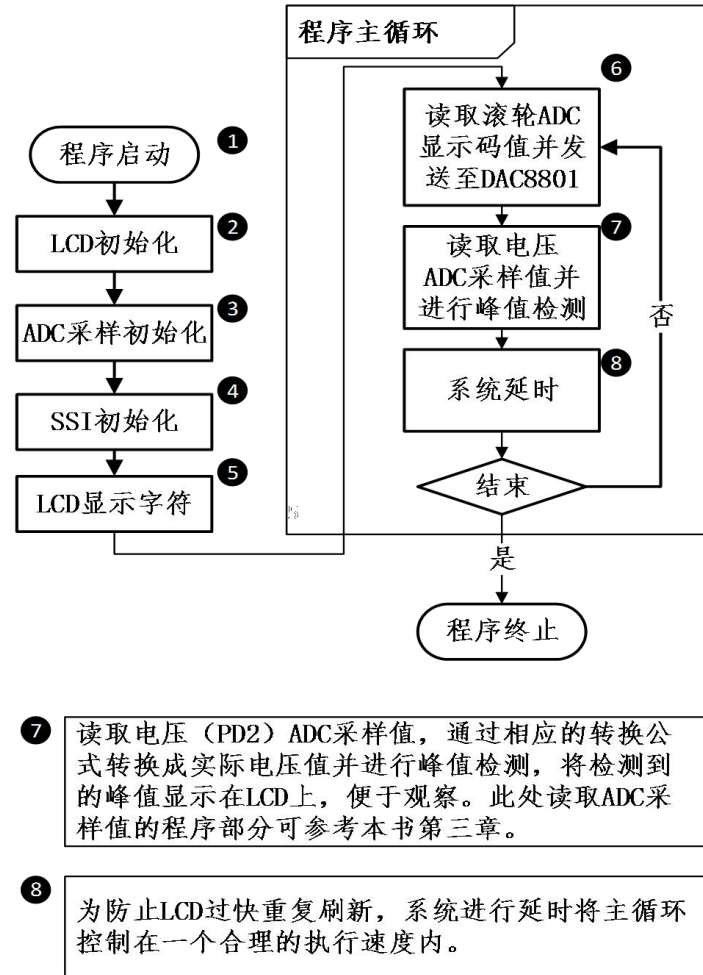 程序主循环
❶
程序启动
❷
LCD初始化
❸
ADC采样初始化
❹
SSI初始化
❺
LCD显示字符
❻
读取滚轮ADC
显示码值并发
送至DAC8801
❼
读取电压
ADC采样值并
进行峰值检测
❽
系统延时
结束
否
是
程序终止
❼
读取电压（PD2）ADC采样值，通过相应的转换公
式转换成实际电压值并进行峰值检测，将检测到
的峰值显示在LCD上，便于观察。此处读取ADC采
样值的程序部分可参考本书第三章。
❽
为防止LCD过快重复刷新，系统进行延时将主循环
控制在一个合理的执行速度内。